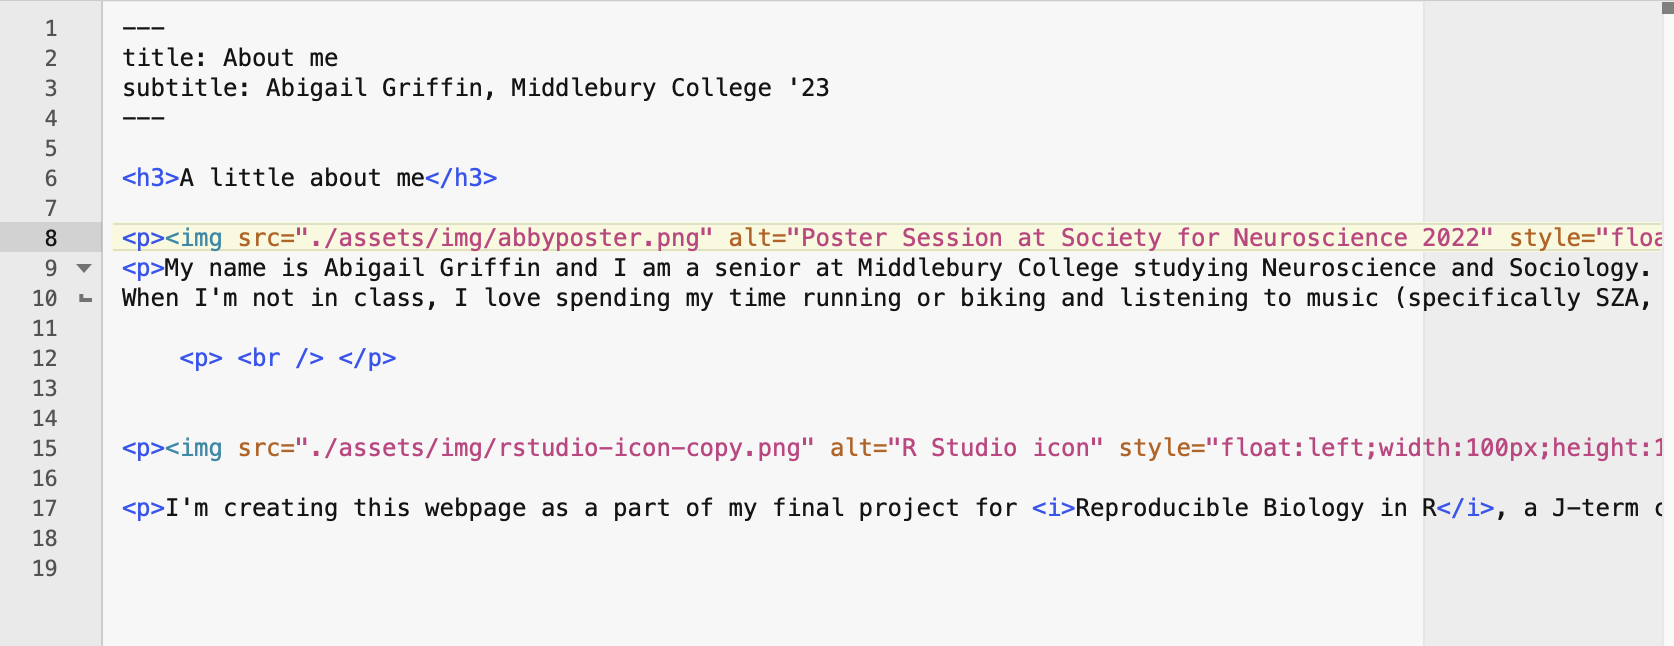 1 ---
2 title: About me
3 subtitle: Abigail Griffin, Middlebury College '23
4 ---
5
6 <h3>A little about me</h3>
7
8 <p><img src="./assets/img/abbyposter.png" alt="Poster Session at Society for Neuroscience 2022" style="floa
9 <p>My name is Abigail Griffin and I am a senior at Middlebury College studying Neuroscience and Sociology.
10 When I'm not in class, I love spending my time running or biking and listening to music (specifically SZA,
11
12     <p> <br /> </p>
13
14
15 <p><img src="./assets/img/rstudio-icon-copy.png" alt="R Studio icon" style="float:left;width:100px;height:1
16
17 <p>I'm creating this webpage as a part of my final project for <i>Reproducible Biology in R</i>, a J-term
18
19